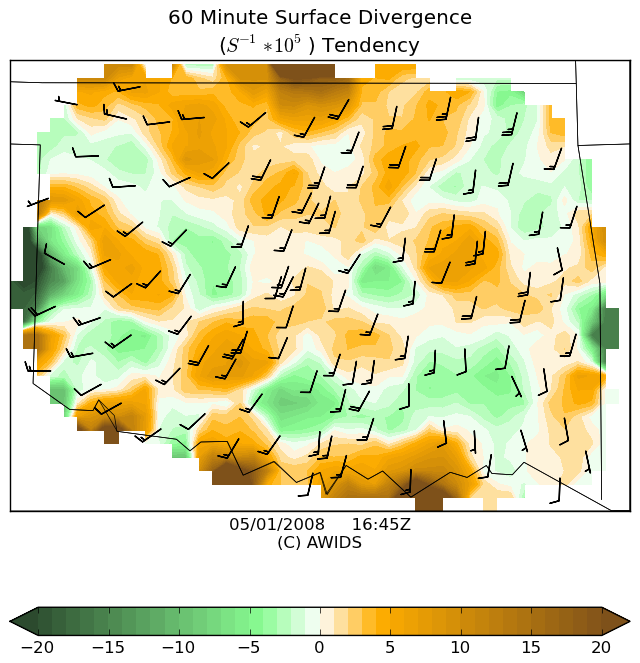 60 Minute Surface Divergence
(S⁻¹ ∗ 10⁵ ) Tendency
05/01/2008 16:45Z
(C) AWIDS
−20 −15 −10 −5 0 5 10 15 20